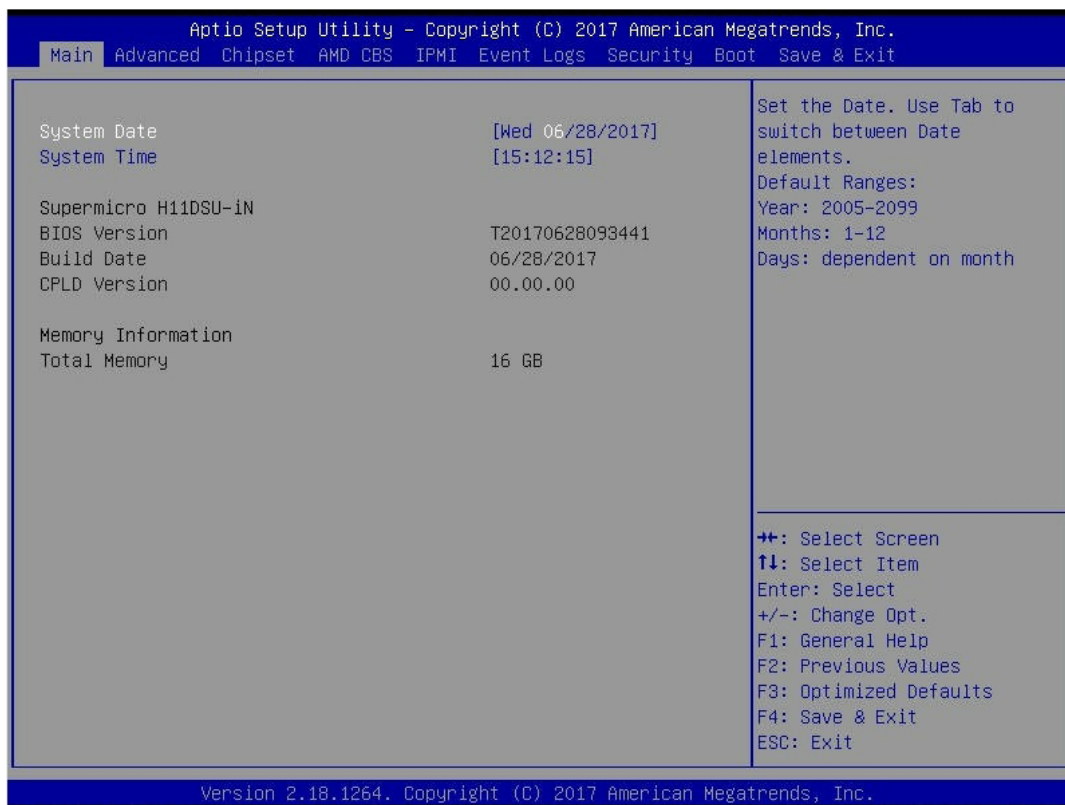 Aptio Setup Utility – Copyright (C) 2017 American Megatrends, Inc.
Main Advanced Chipset AMD CBS IPMI Event Logs Security Boot Save & Exit
System Date [Wed 06/28/2017]
System Time [15:12:15]
Supermicro H11DSU-iN
BIOS Version T20170628093441
Build Date 06/28/2017
CPLD Version 00.00.00
Memory Information
Total Memory 16 GB
Set the Date. Use Tab to
switch between Date
elements.
Default Ranges:
Year: 2005-2099
Months: 1-12
Days: dependent on month
→←: Select Screen
↑↓: Select Item
Enter: Select
+/-: Change Opt.
F1: General Help
F2: Previous Values
F3: Optimized Defaults
F4: Save & Exit
ESC: Exit
Version 2.18.1264. Copyright (C) 2017 American Megatrends, Inc.